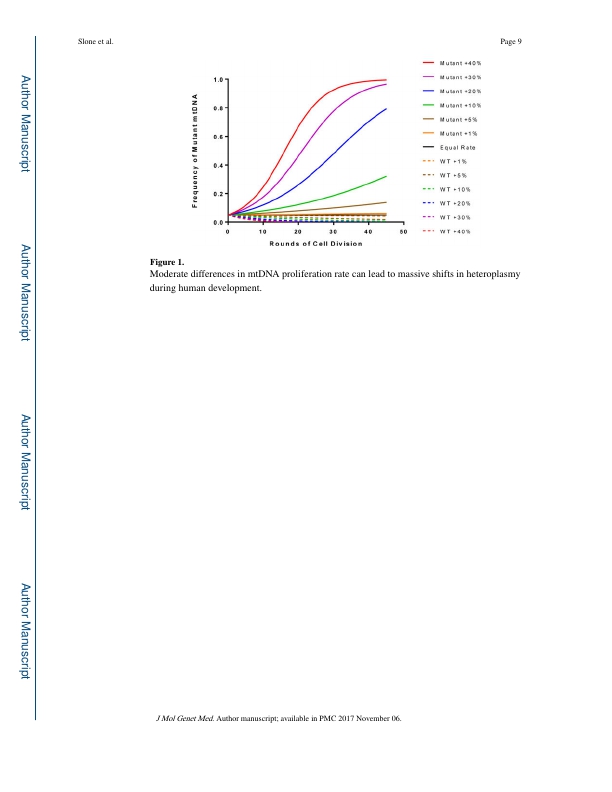 Slone et al.
Page 9
Author Manuscript
Author Manuscript
Author Manuscript
Author Manuscript
Frequency of Mutant mtDNA
1.0
0.8
0.6
0.4
0.2
0.0
0 10 20 30 40 50
Rounds of Cell Division
Mutant +40%
Mutant +30%
Mutant +20%
Mutant +10%
Mutant +5%
Mutant +1%
Equal Rate
WT +1%
WT +5%
WT +10%
WT +20%
WT +30%
WT +40%
Figure 1.
Moderate differences in mtDNA proliferation rate can lead to massive shifts in heteroplasmy
during human development.
J Mol Genet Med. Author manuscript; available in PMC 2017 November 06.